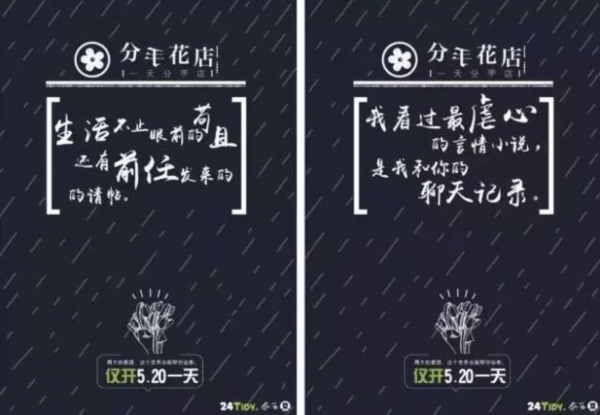 分手花店
一天分手店
生活不止眼前的苟且
还有前任发来的
的请帖。
仅开5.20一天
24Tidy.
分手花店
一天分手店
我看过最虐心
的言情小说，
是我和你的
聊天记录。
仅开5.20一天
24Tidy.